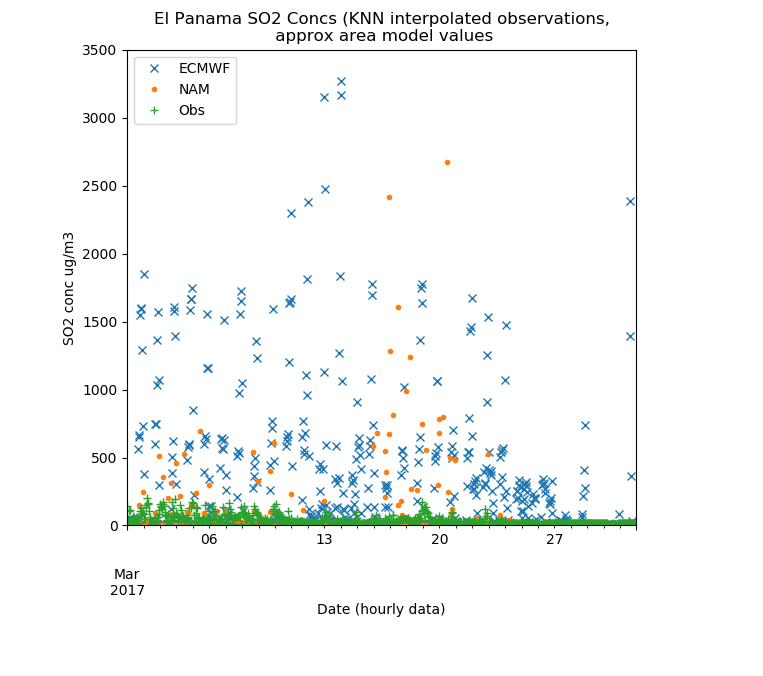 El Panama SO2 Concs (KNN interpolated observations,
approx area model values
3500
3000
2500
2000
1500
1000
500
0
SO2 conc ug/m3
ECMWF
NAM
Obs
06
13
20
27
Mar
2017
Date (hourly data)